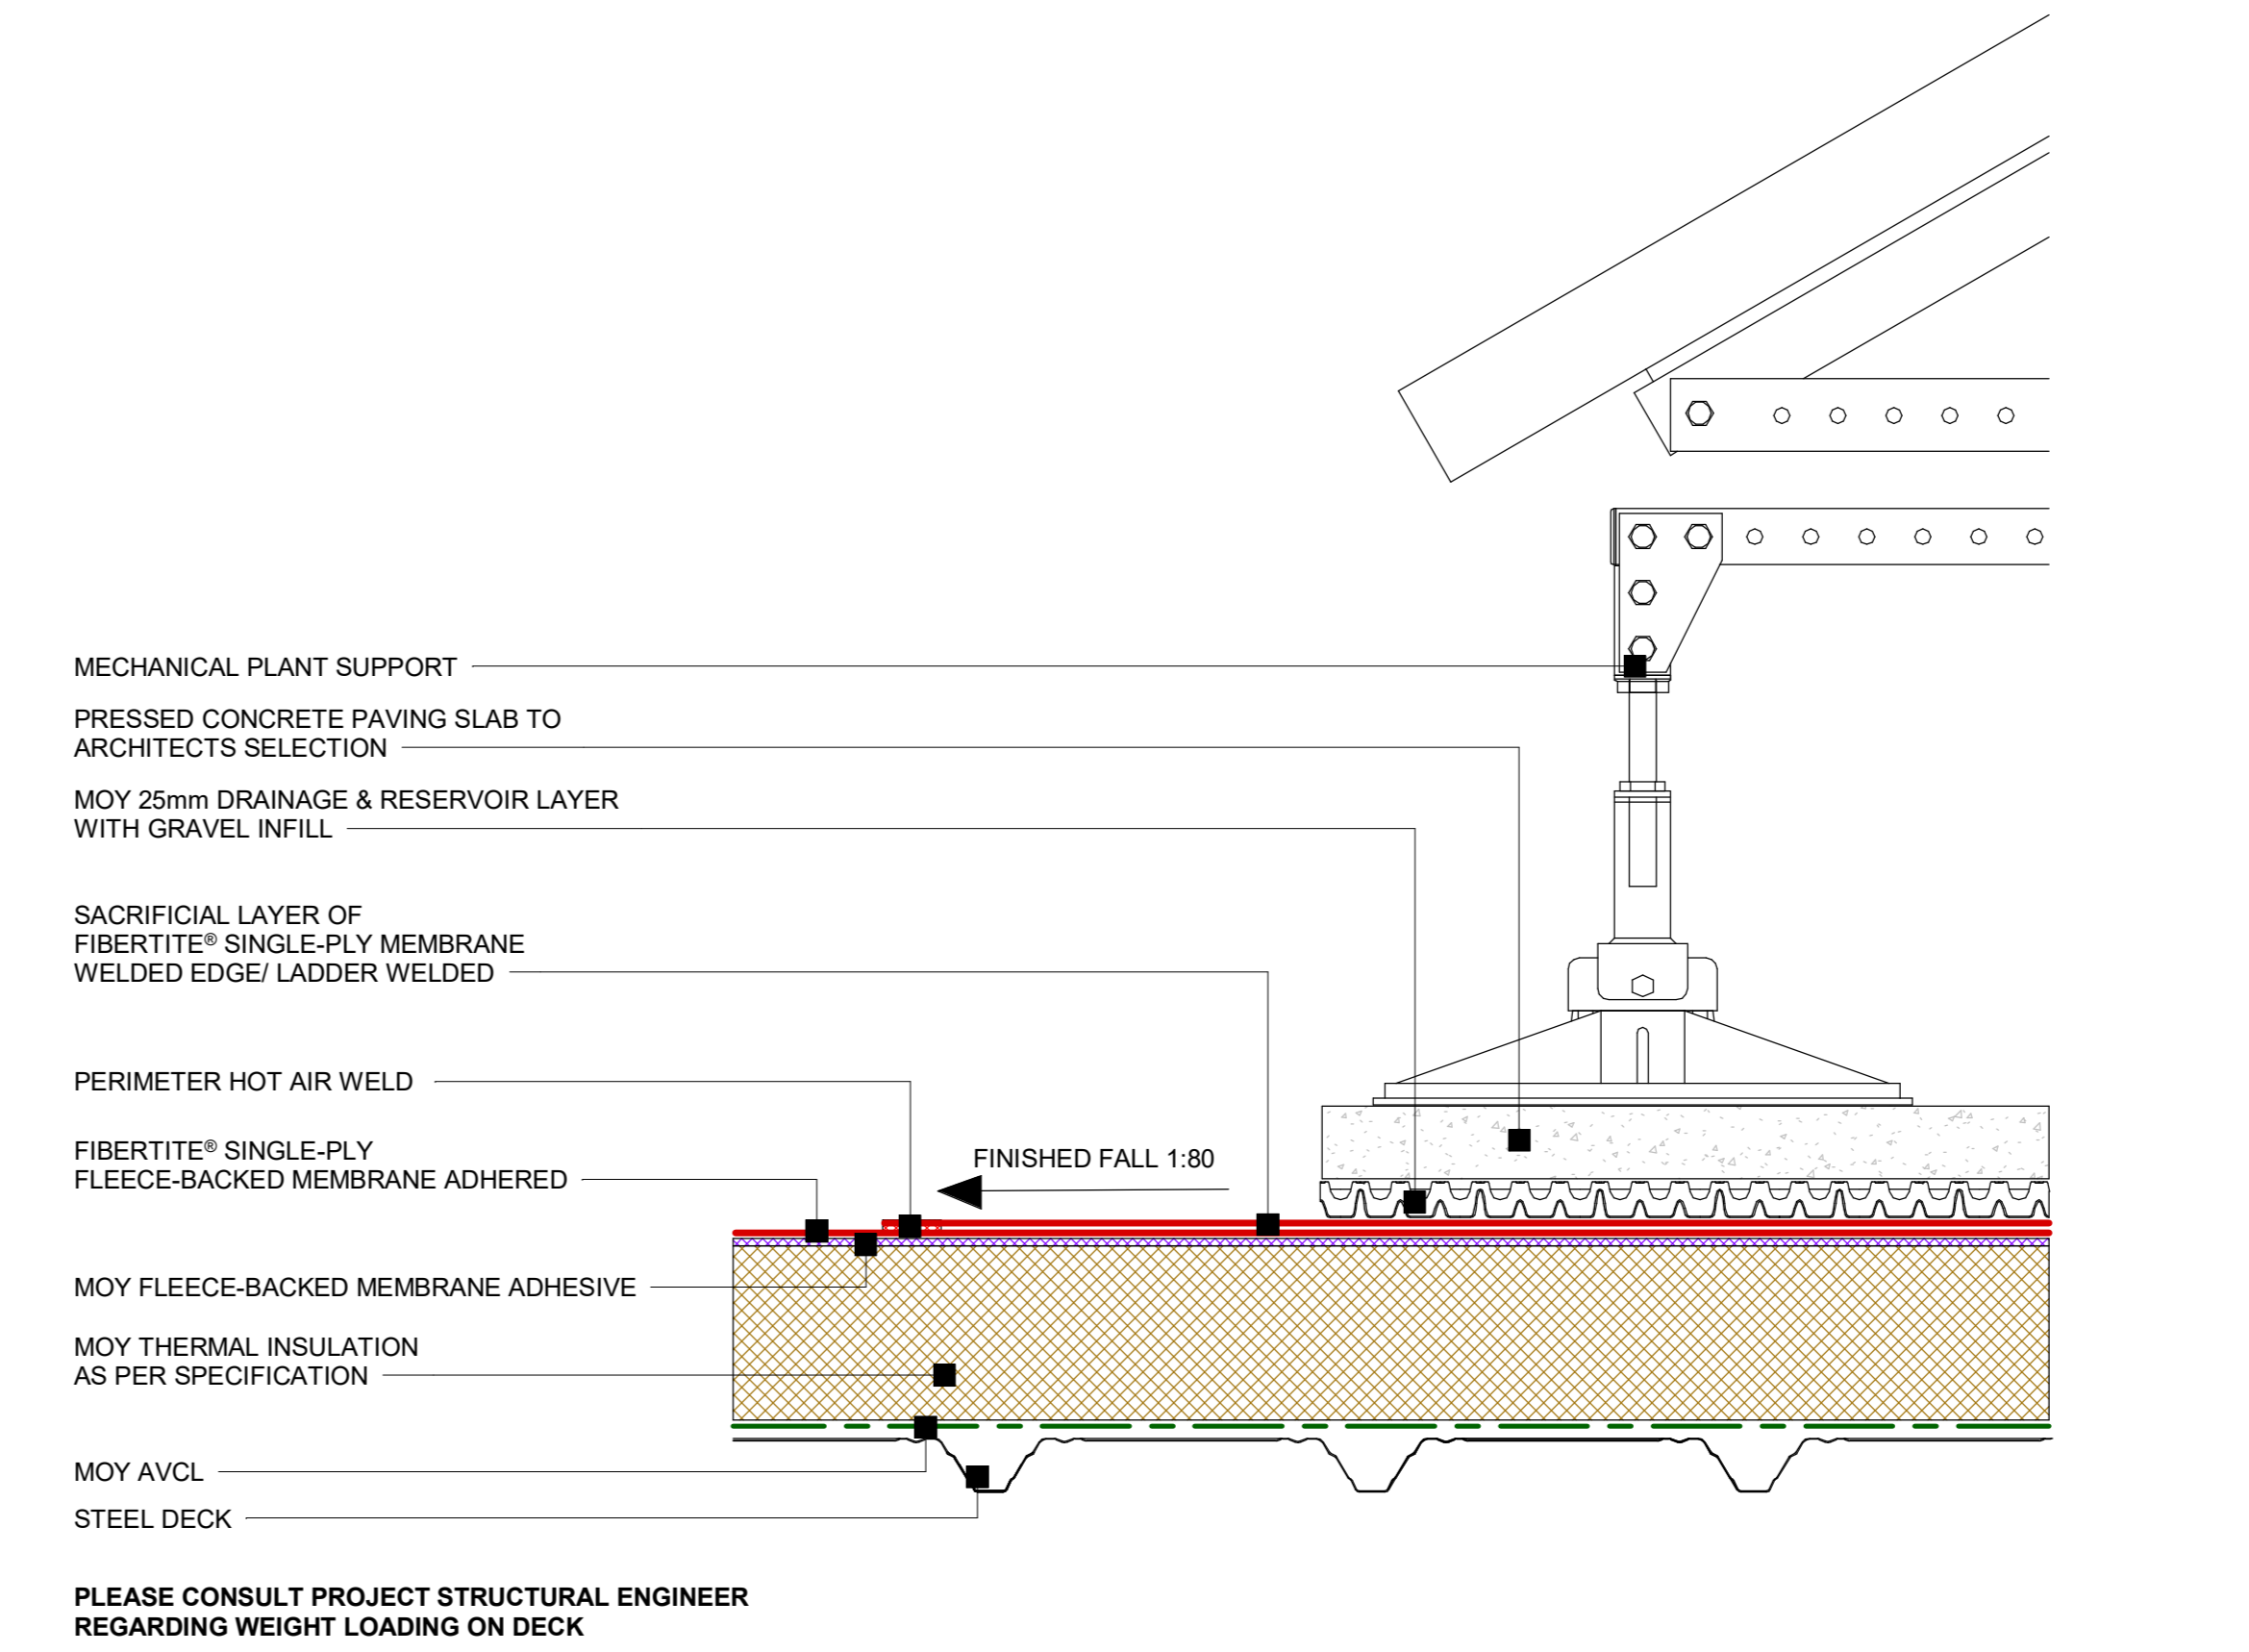 MECHANICAL PLANT SUPPORT
PRESSED CONCRETE PAVING SLAB TO
ARCHITECTS SELECTION
MOY 25mm DRAINAGE & RESERVOIR LAYER
WITH GRAVEL INFILL
SACRIFICIAL LAYER OF
FIBERTITE® SINGLE-PLY MEMBRANE
WELDED EDGE/ LADDER WELDED
PERIMETER HOT AIR WELD
FIBERTITE® SINGLE-PLY
FLEECE-BACKED MEMBRANE ADHERED
FINISHED FALL 1:80
MOY FLEECE-BACKED MEMBRANE ADHESIVE
MOY THERMAL INSULATION
AS PER SPECIFICATION
MOY AVCL
STEEL DECK
PLEASE CONSULT PROJECT STRUCTURAL ENGINEER
REGARDING WEIGHT LOADING ON DECK